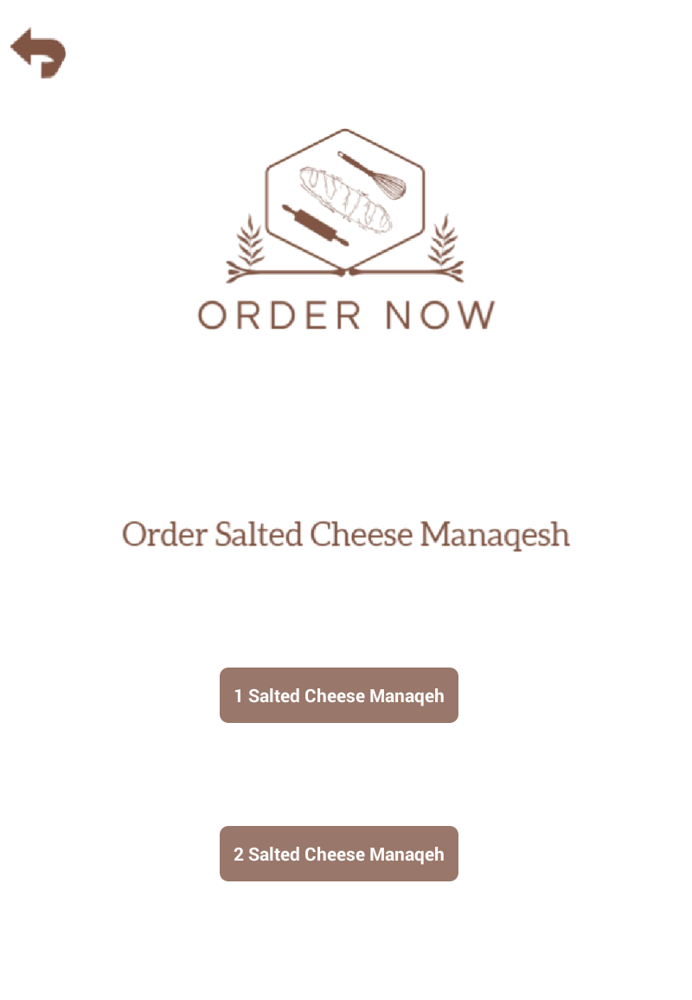 ORDER NOW
Order Salted Cheese Manaqesh
1 Salted Cheese Manaqeh
2 Salted Cheese Manaqeh